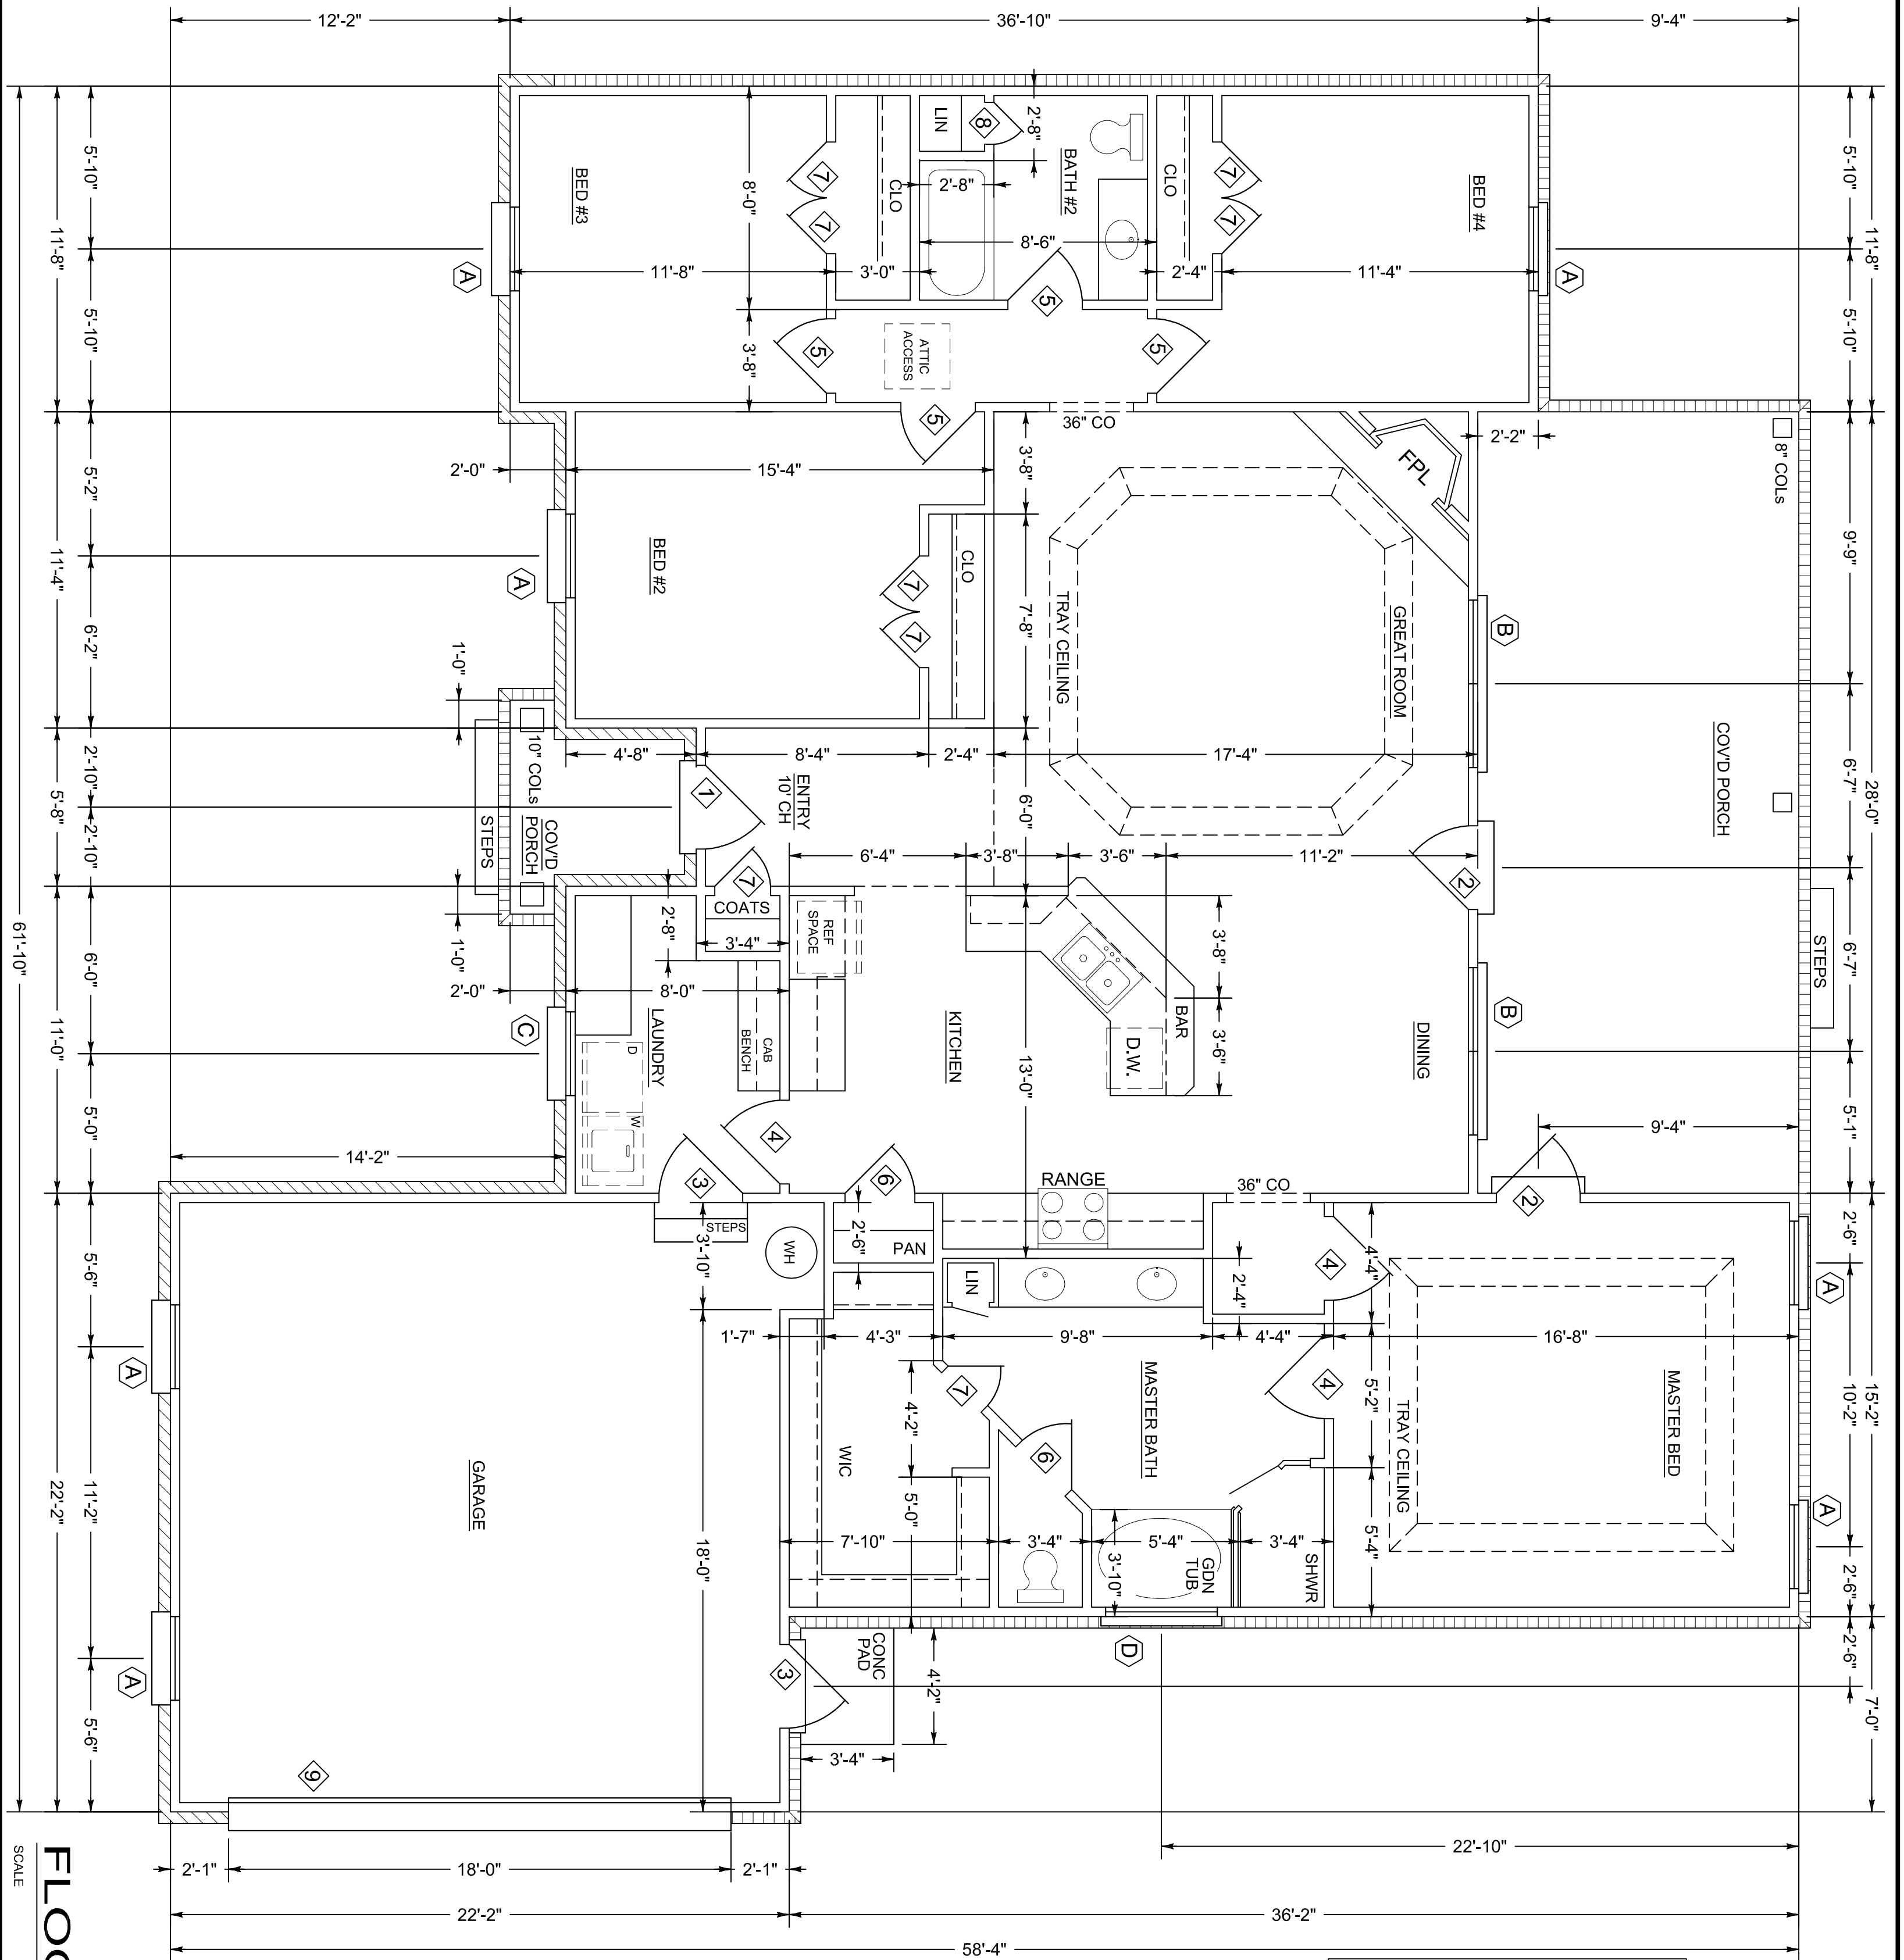 12'-2"
36'-10"
9'-4"
5'-10"
11'-8"
5'-10"
5'-10"
11'-8"
5'-10"
LIN
8
2'-8"
BATH #2
CLO
7
7
BED #4
BED #3
7
7
8'-0"
CLO
2'-8"
8'-6"
A
11'-8"
3'-0"
2'-4"
11'-4"
A
5
5
3'-8"
ATTIC
ACCESS
5
5
36" CO
2'-2"
8" COLs
2'-0"
15'-4"
3'-8"
FPL
5'-2"
11'-4"
6'-2"
A
BED #2
CLO
7
7
7'-8"
TRAY CEILING
GREAT ROOM
B
9'-9"
28'-0"
6'-7"
COV'D PORCH
1'-0"
10" COLs
4'-8"
8'-4"
2'-4"
17'-4"
2'-10"
5'-8"
2'-10"
1
ENTRY
10' CH
6'-0"
STEPS
COV'D
PORCH
6'-4"
3'-8"
3'-6"
11'-2"
2
7
COATS
2'-8"
3'-4"
REF
SPACE
3'-8"
STEPS
6'-7"
1'-0"
2'-0"
8'-0"
61'-10"
11'-0"
6'-0"
5'-0"
C
LAUNDRY
CAB
BENCH
D
W
KITCHEN
13'-0"
D.W.
BAR
3'-6"
DINING
B
5'-1"
9'-4"
14'-2"
4
3
6
RANGE
36" CO
2
STEPS
3'-10"
WH
2'-6"
PAN
LIN
2'-4"
4
4'-4"
2'-6"
A
5'-6"
1'-7"
4'-3"
9'-8"
4'-4"
16'-8"
15'-2"
10'-2"
A
7
4'-2"
MASTER BATH
4
5'-2"
TRAY CEILING
MASTER BED
22'-2"
11'-2"
GARAGE
WIC
6
5'-0"
18'-0"
7'-10"
3'-4"
5'-4"
3'-10"
GDN
TUB
3'-4"
SHWR
5'-4"
A
2'-6"
A
3
CONC
PAD
4'-2"
D
2'-6"
7'-0"
5'-6"
9
3'-4"
22'-10"
2'-1"
18'-0"
2'-1"
22'-2"
36'-2"
58'-4"
SCALE